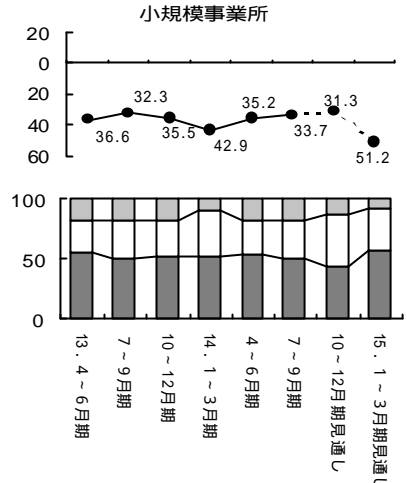 小規模事業所
20
0
20
40
60
36.6
32.3
35.5
42.9
35.2
33.7
31.3
51.2
100
50
0
13．4～6月期
7～9月期
10～12月期
14．1～3月期
4～6月期
7～9月期
10～12月期見通し
15．1～3月期見通し